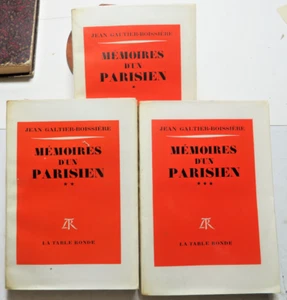 JEAN GALTIER-BOISSIÈRE
MÉMOIRES
D'UN
PARISIEN
*
JEAN GALTIER-BOISSIÈRE
MÉMOIRES
D'UN
PARISIEN
**
LA TABLE RONDE
JEAN GALTIER-BOISSIÈRE
MÉMOIRES
D'UN
PARISIEN
***
LA TABLE RONDE